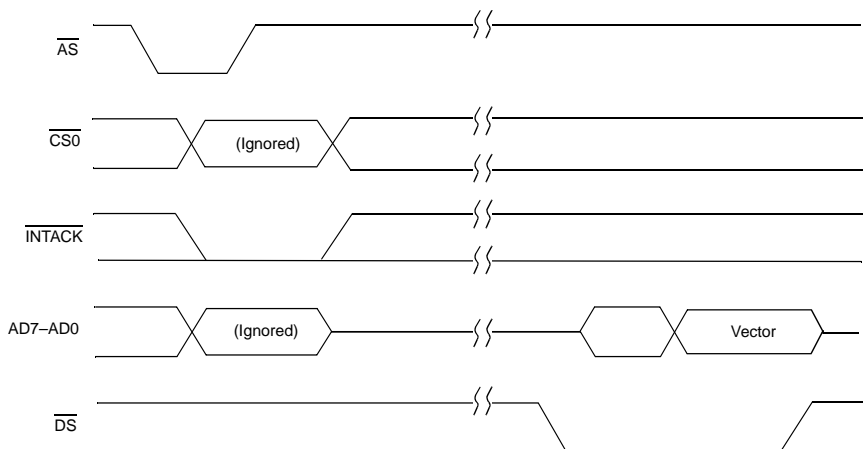 AS
CS0
(Ignored)
INTACK
AD7–AD0
(Ignored)
Vector
DS